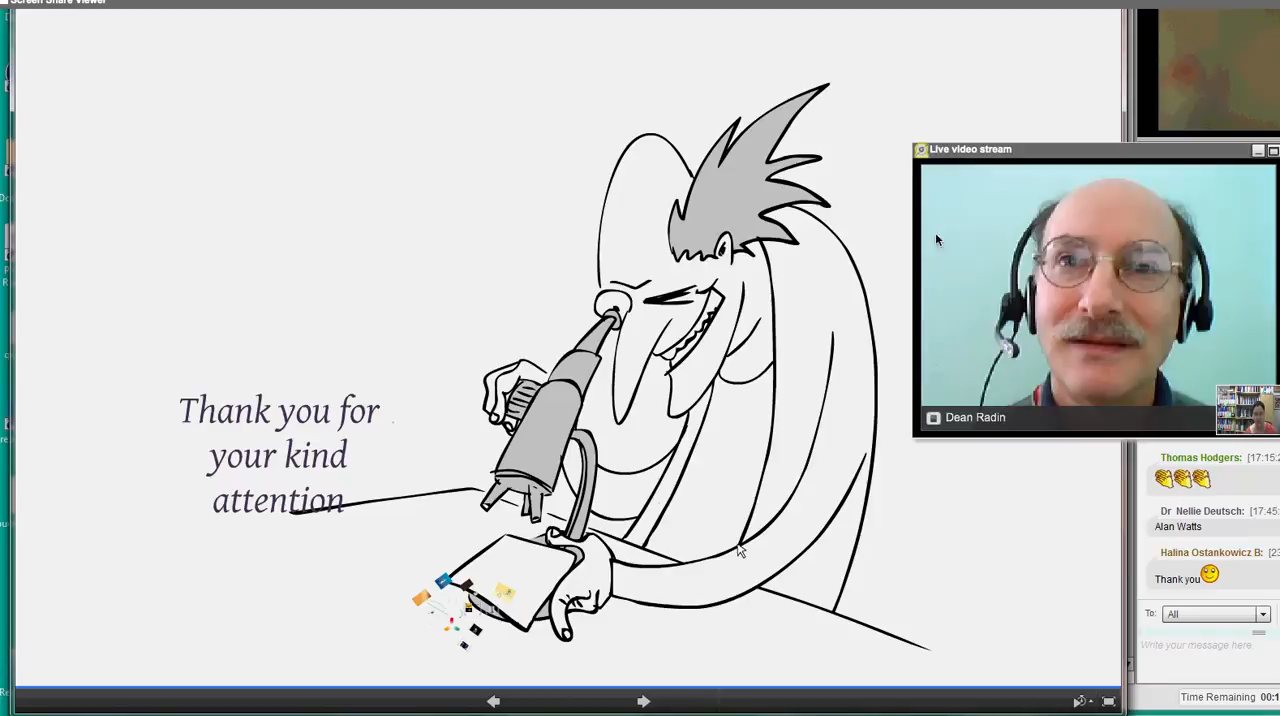 Screen Share Viewer
Thank you for
your kind
attention
Live video stream
Dean Radin
Thomas Hodgers: [17:15:2
Dr Nellie Deutsch: [17:45:
Alan Watts
Halina Ostankowicz B: [23
Thank you
To: All
Write your message here.
Time Remaining 00:1